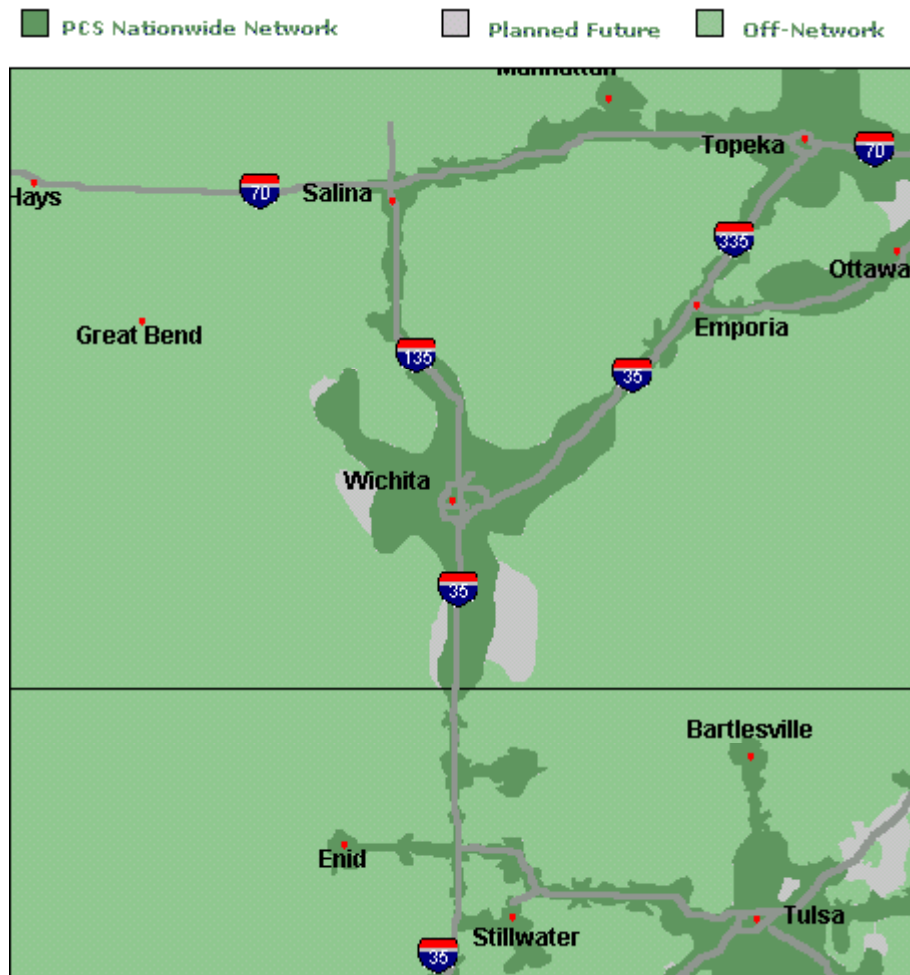 PCS Nationwide Network Planned Future Off-Network
Manhattan
Topeka
70
Hays
70
Salina
335
Ottawa
Great Bend
Emporia
135
35
Wichita
35
Bartlesville
Enid
Tulsa
Stillwater
35